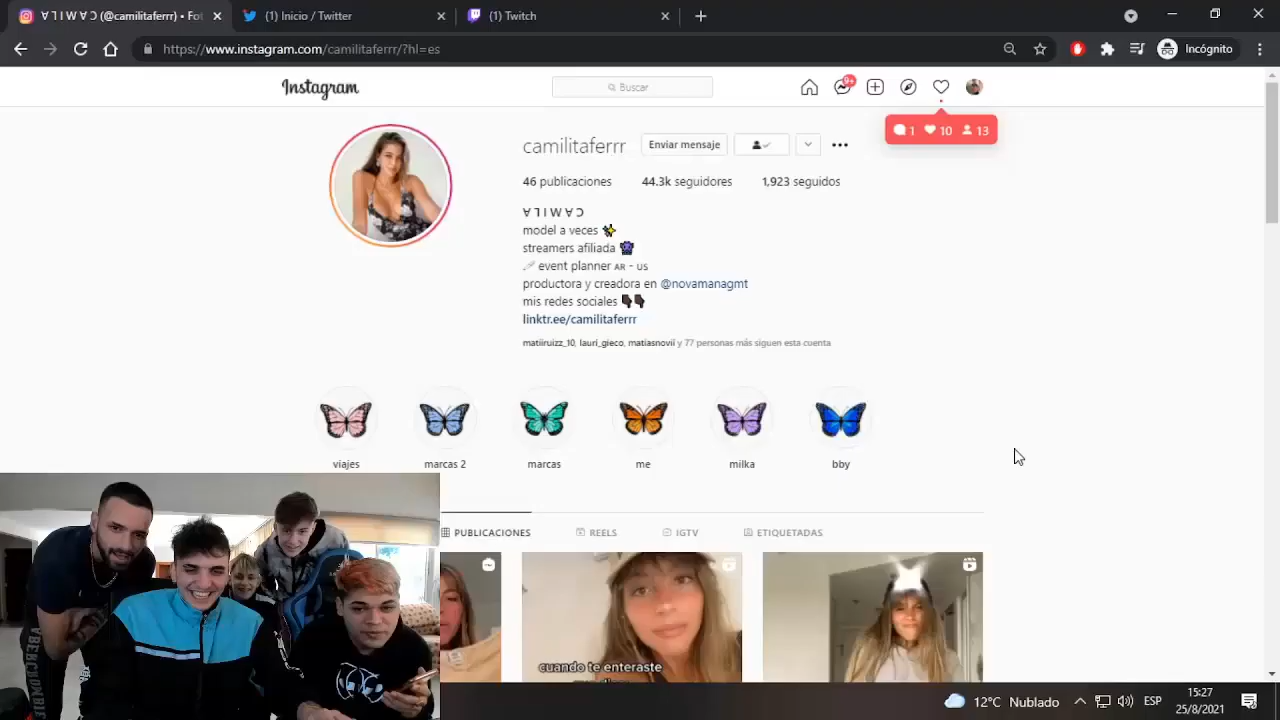 ∀⅂IW∀Ɔ (@camilitaferrr) • Fot
(1) Inicio / Twitter
(1) Twitch
https://www.instagram.com/camilitaferrr/?hl=es
Incógnito
Instagram
Buscar
9+
1 10 13
camilitaferrr
Enviar mensaje
46 publicaciones 44.3k seguidores 1,923 seguidos
∀⅂IW∀Ɔ
model a veces
streamers afiliada
event planner ᴀʀ - us
productora y creadora en @novamanagmt
mis redes sociales
linktr.ee/camilitaferrr
matiiruizz_10, lauri_gieco, matiasnovii y 77 personas más siguen esta cuenta
viajes marcas 2 marcas me milka bby
PUBLICACIONES REELS IGTV ETIQUETADAS
cuando te enteraste
12°C Nublado
ESP
15:27
25/8/2021